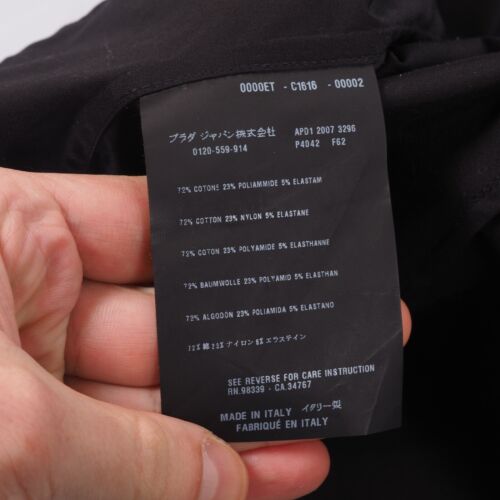 0000ET - C1616 - 00002
プラダ ジャパン株式会社 APD1 2007 3296
0120-559-914 P4042 F62
72% COTONE 23% POLIAMMIDE 5% ELASTAM
72% COTTON 23% NYLON 5% ELASTANE
72% COTON 23% POLYAMIDE 5% ELASTHANNE
72% BAUMWOLLE 23% POLYAMID 5% ELASTHAN
72% ALGODÓN 23% POLIAMIDA 5% ELASTANO
72% 綿 23% ナイロン 5% エラステイン
SEE REVERSE FOR CARE INSTRUCTION
RN.98339 - CA.34767
MADE IN ITALY イタリー製
FABRIQUÉ EN ITALY